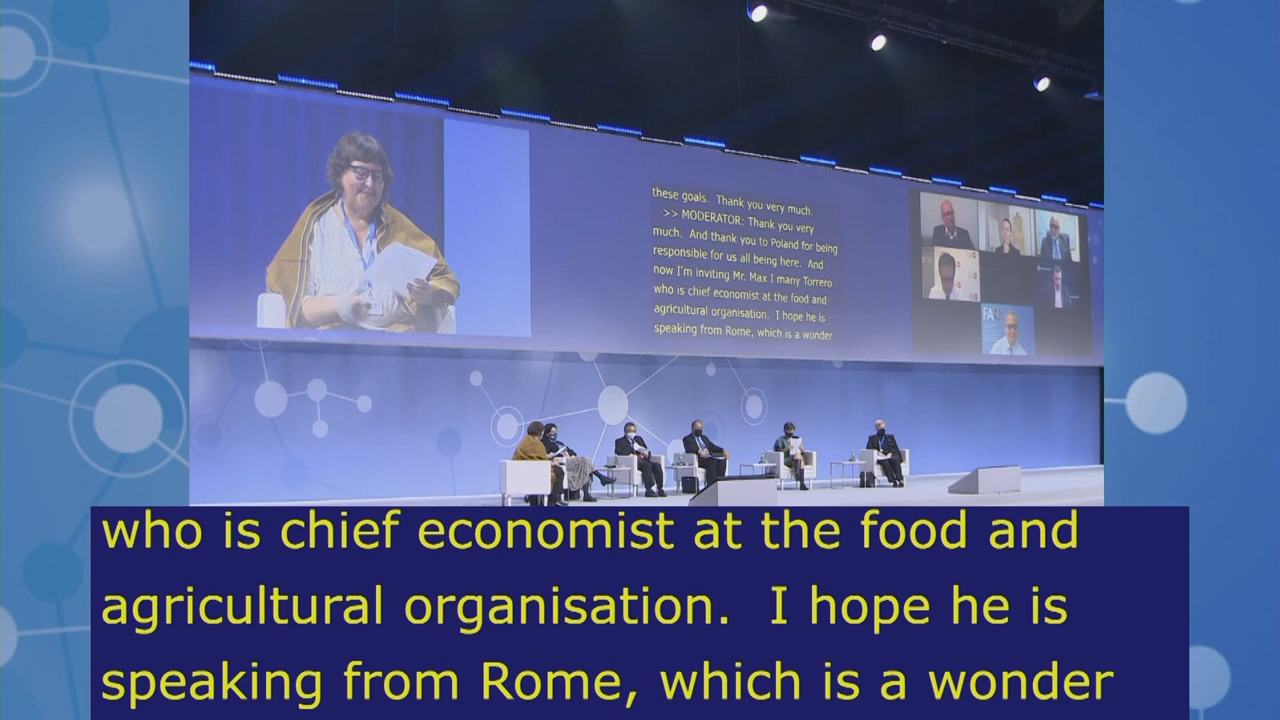 these goals.  Thank you very much.
>> MODERATOR: Thank you very
much.  And thank you to Poland for being
responsible for us all being here.  And
now I'm inviting Mr. Max I many Torrero
who is chief economist at the food and
agricultural organisation.  I hope he is
speaking from Rome, which is a wonder
FA
who is chief economist at the food and
agricultural organisation.  I hope he is
speaking from Rome, which is a wonder